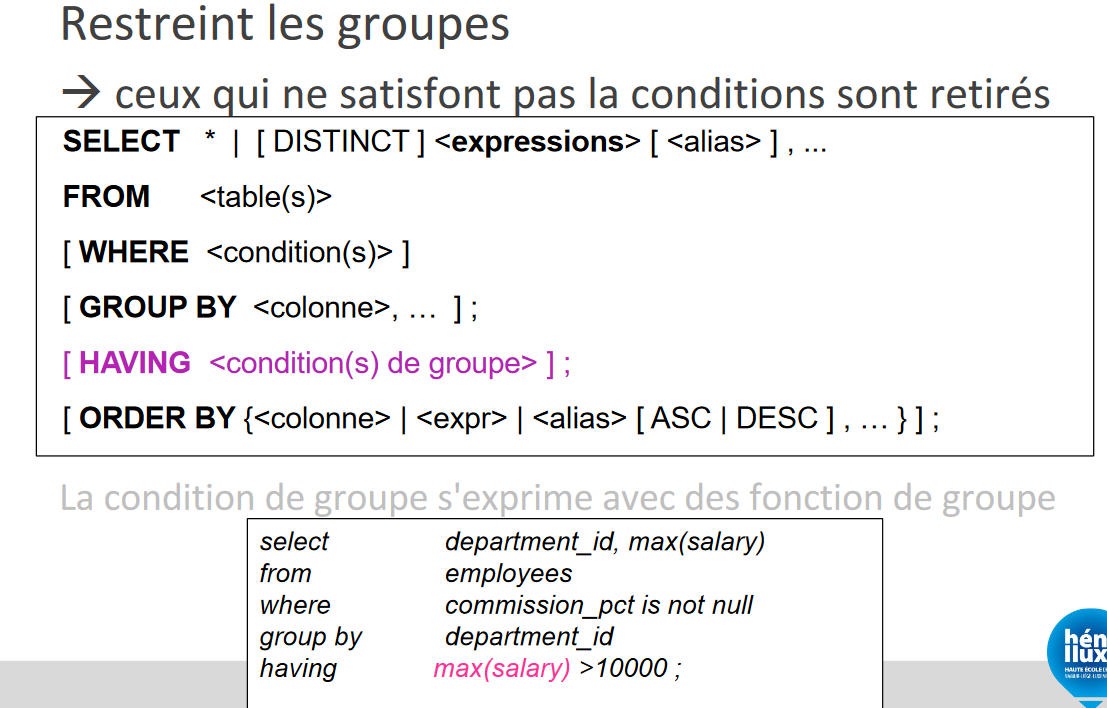 Restreint les groupes
→ ceux qui ne satisfont pas la conditions sont retirés
SELECT * | [ DISTINCT ] <expressions> [ <alias> ] , ...
FROM <table(s)>
[ WHERE <condition(s)> ]
[ GROUP BY <colonne>, … ] ;
[ HAVING <condition(s) de groupe> ] ;
[ ORDER BY {<colonne> | <expr> | <alias> [ ASC | DESC ] , … } ] ;
La condition de groupe s'exprime avec des fonction de groupe
select department_id, max(salary)
from employees
where commission_pct is not null
group by department_id
having max(salary) >10000 ;
hén
llux
HAUTE ÉCOLE